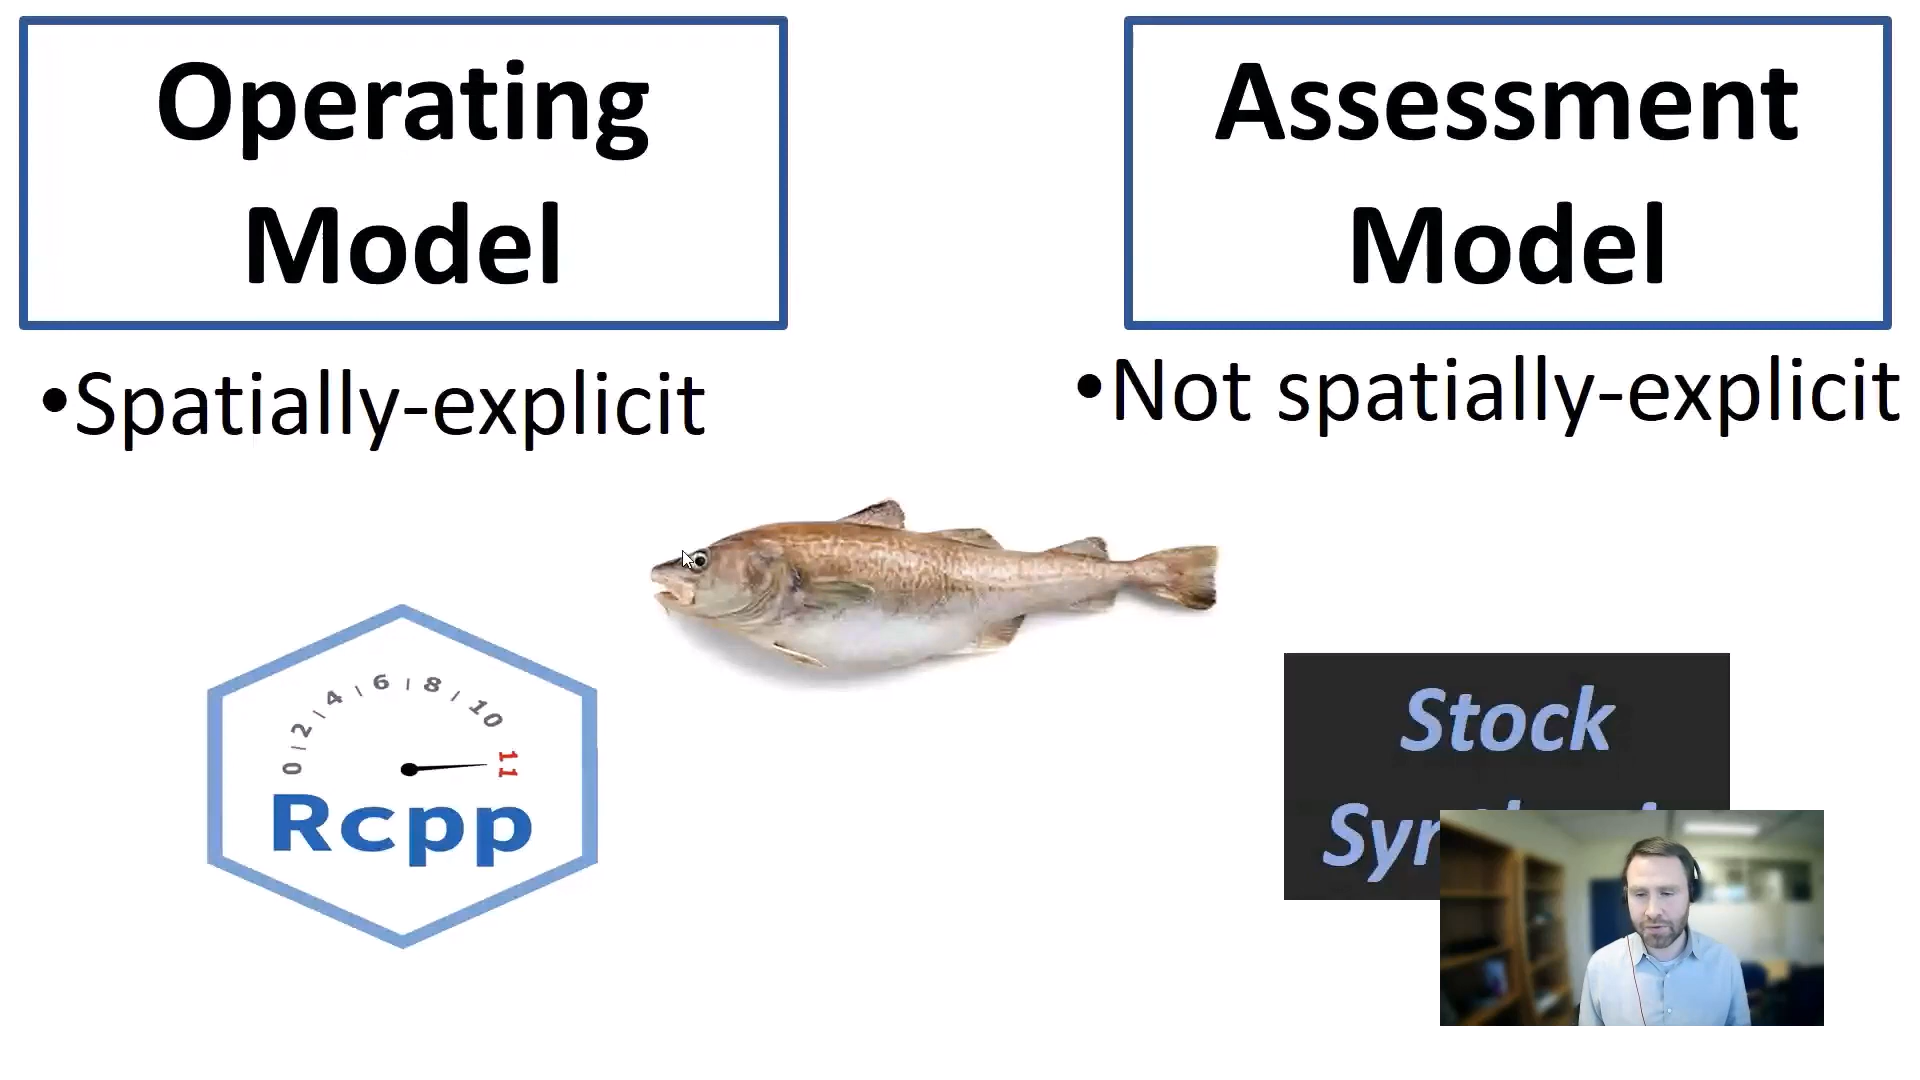 Operating
Model
•Spatially-explicit
Assessment
Model
•Not spatially-explicit
0 2 4 6 8 10 11
Rcpp
Stock